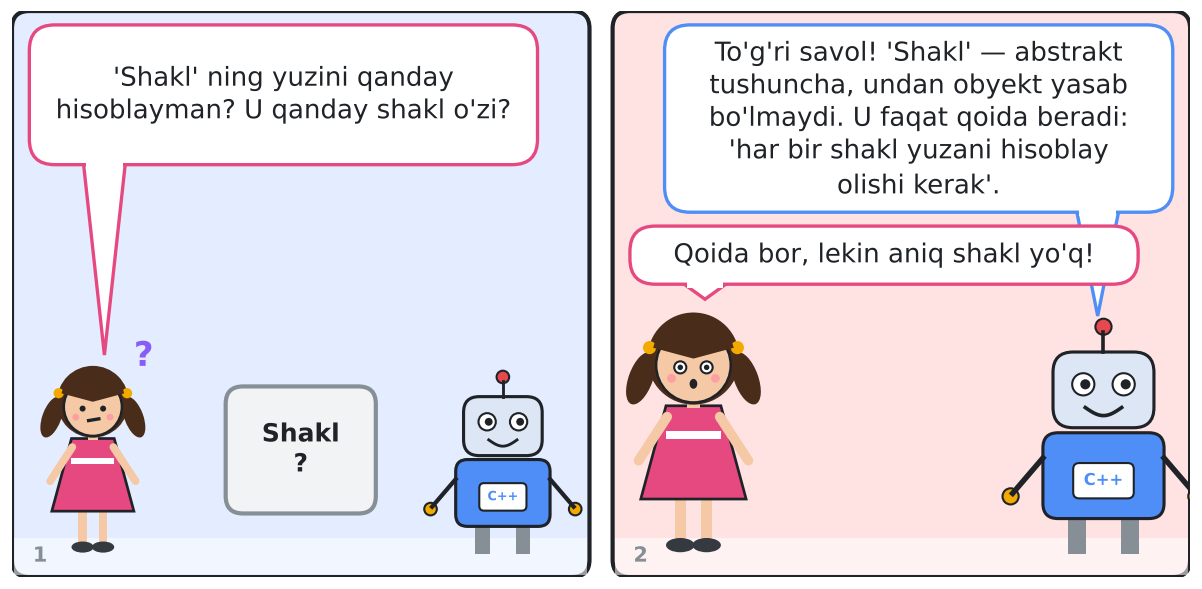 'Shakl' ning yuzini qanday
hisoblayman? U qanday shakl o'zi?
?
Shakl
?
C++
1
To'g'ri savol! 'Shakl' — abstrakt
tushuncha, undan obyekt yasab
bo'lmaydi. U faqat qoida beradi:
'har bir shakl yuzani hisoblay
olishi kerak'.
Qoida bor, lekin aniq shakl yo'q!
C++
2